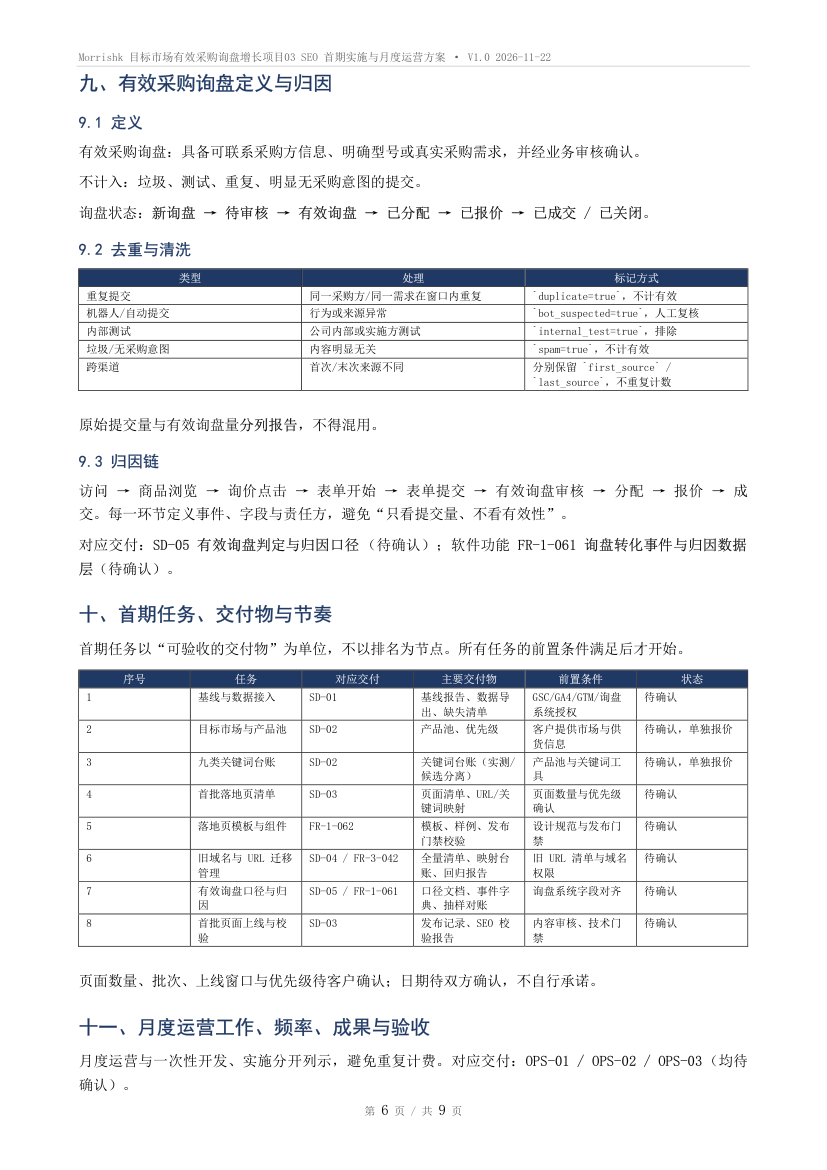 Morrishk 目标市场有效采购询盘增长项目03 SEO 首期实施与月度运营方案 • V1.0 2026-11-22
九、有效采购询盘定义与归因
9.1 定义
有效采购询盘：具备可联系采购方信息、明确型号或真实采购需求，并经业务审核确认。
不计入：垃圾、测试、重复、明显无采购意图的提交。
询盘状态：新询盘 → 待审核 → 有效询盘 → 已分配 → 已报价 → 已成交 / 已关闭。
9.2 去重与清洗
类型 处理 标记方式
重复提交 同一采购方/同一需求在窗口内重复 `duplicate=true`，不计有效
机器人/自动提交 行为或来源异常 `bot_suspected=true`，人工复核
内部测试 公司内部或实施方测试 `internal_test=true`，排除
垃圾/无采购意图 内容明显无关 `spam=true`，不计有效
跨渠道 首次/末次来源不同 分别保留 `first_source` /
`last_source`，不重复计数
原始提交量与有效询盘量分列报告，不得混用。
9.3 归因链
访问 → 商品浏览 → 询价点击 → 表单开始 → 表单提交 → 有效询盘审核 → 分配 → 报价 → 成
交。每一环节定义事件、字段与责任方，避免“只看提交量、不看有效性”。
对应交付：SD-05 有效询盘判定与归因口径（待确认）；软件功能 FR-1-061 询盘转化事件与归因数据
层（待确认）。
十、首期任务、交付物与节奏
首期任务以“可验收的交付物”为单位，不以排名为节点。所有任务的前置条件满足后才开始。
序号 任务 对应交付 主要交付物 前置条件 状态
1 基线与数据接入 SD-01 基线报告、数据导 GSC/GA4/GTM/询盘 待确认
出、缺失清单 系统授权
2 目标市场与产品池 SD-02 产品池、优先级 客户提供市场与供 待确认，单独报价
货信息
3 九类关键词台账 SD-02 关键词台账（实测/ 产品池与关键词工 待确认，单独报价
候选分离） 具
4 首批落地页清单 SD-03 页面清单、URL/关 页面数量与优先级 待确认
键词映射 确认
5 落地页模板与组件 FR-1-062 模板、样例、发布 设计规范与发布门 待确认
门禁校验 禁
6 旧域名与 URL 迁移 SD-04 / FR-3-042 全量清单、映射台 旧 URL 清单与域名 待确认
管理 账、回归报告 权限
7 有效询盘口径与归 SD-05 / FR-1-061 口径文档、事件字 询盘系统字段对齐 待确认
因 典、抽样对账
8 首批页面上线与校 SD-03 发布记录、SEO 校 内容审核、技术门 待确认
验 验报告 禁
页面数量、批次、上线窗口与优先级待客户确认；日期待双方确认，不自行承诺。
十一、月度运营工作、频率、成果与验收
月度运营与一次性开发、实施分开列示，避免重复计费。对应交付：OPS-01 / OPS-02 / OPS-03（均待
确认）。
第 6 页 / 共 9 页